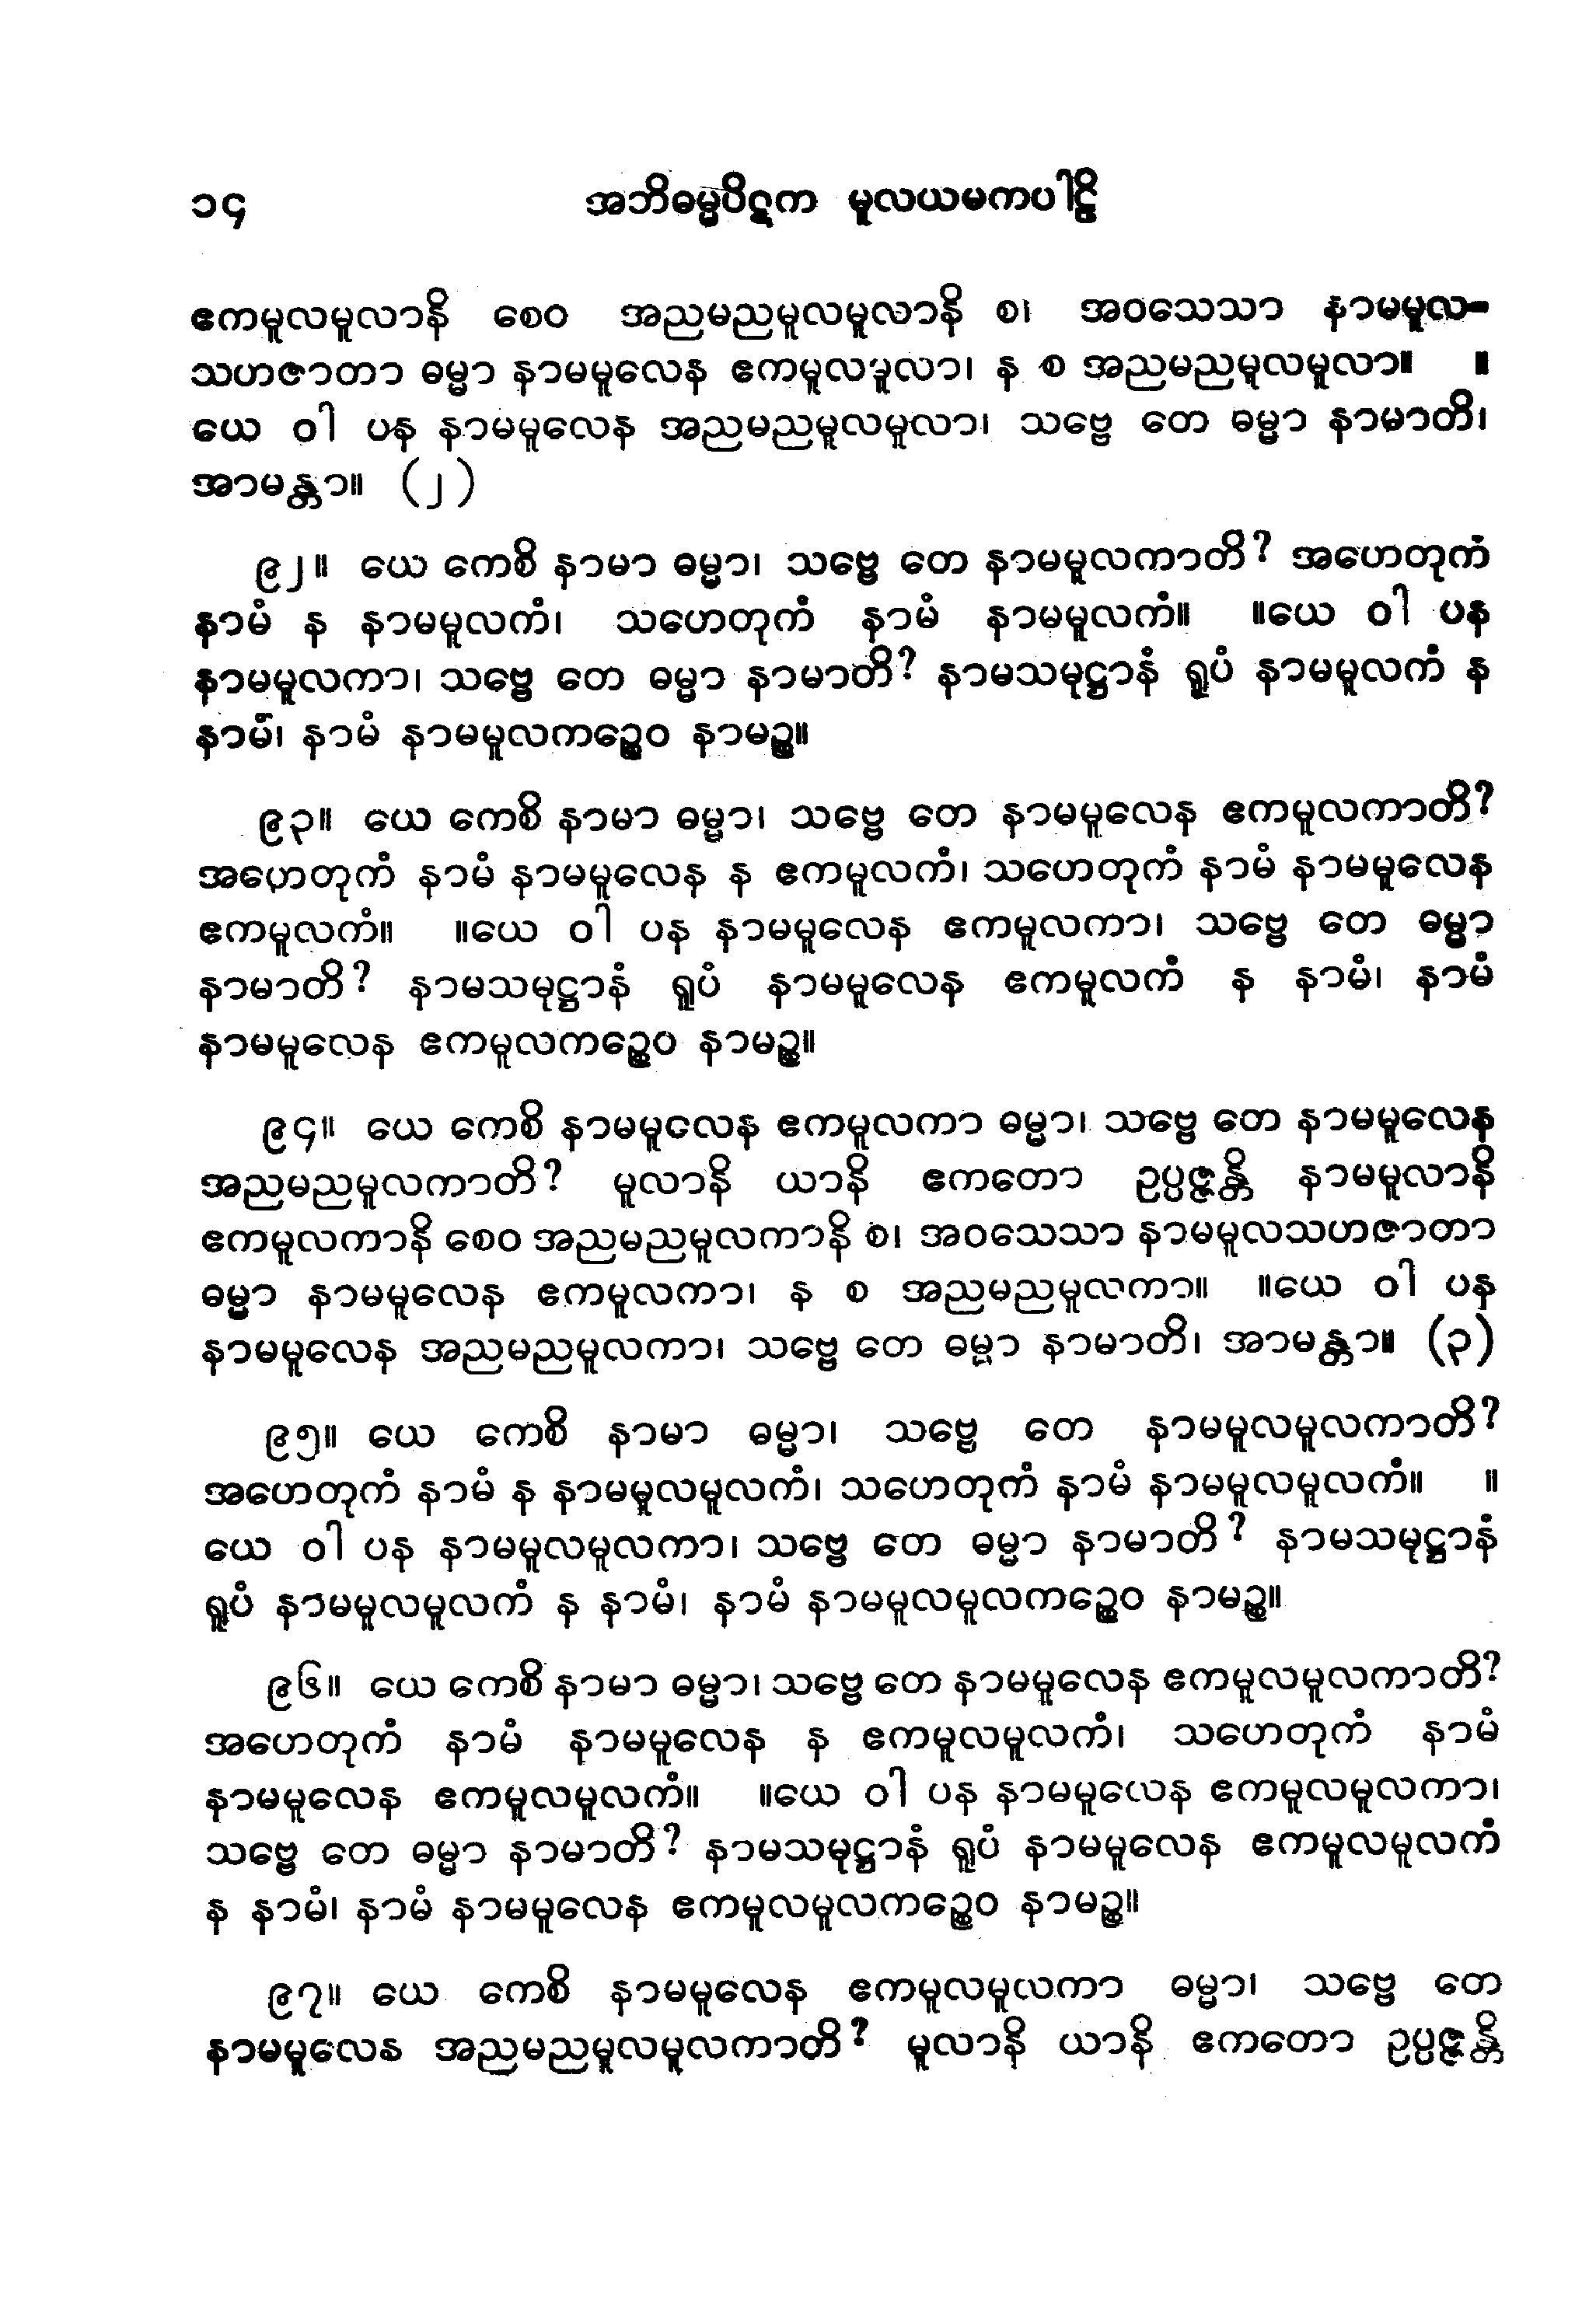 ၁၄ အဘိဓမ္မပိဋက မူလယမကပါဠိ
ဧကမူလမူလာနိ စေဝ အညမညမူလမူလာနိ စ၊ အဝသေသာ နာမမူလ-
သဟဇာတာ ဓမ္မာ နာမမူလေန ဧကမူလမူလာ၊ န စ အညမညမူလမူလာ။ ။
ယေ ဝါ ပန နာမမူလေန အညမညမူလမူလာ၊ သဗ္ဗေ တေ ဓမ္မာ နာမာတိ၊
အာမန္တာ။ (၂)
၉၂။ ယေ ကေစိ နာမာ ဓမ္မာ၊ သဗ္ဗေ တေ နာမမူလကာတိ? အဟေတုကံ
နာမံ န နာမမူလကံ၊ သဟေတုကံ နာမံ နာမမူလကံ။ ။ယေ ဝါ ပန
နာမမူလကာ၊ သဗ္ဗေ တေ ဓမ္မာ နာမာတိ? နာမသမုဋ္ဌာနံ ရူပံ နာမမူလကံ န
နာမံ၊ နာမံ နာမမူလကဉ္စေဝ နာမဉ္စ။
၉၃။ ယေ ကေစိ နာမာ ဓမ္မာ၊ သဗ္ဗေ တေ နာမမူလေန ဧကမူလကာတိ?
အဟေတုကံ နာမံ နာမမူလေန န ဧကမူလကံ၊ သဟေတုကံ နာမံ နာမမူလေန
ဧကမူလကံ။ ။ယေ ဝါ ပန နာမမူလေန ဧကမူလကာ၊ သဗ္ဗေ တေ ဓမ္မာ
နာမာတိ? နာမသမုဋ္ဌာနံ ရူပံ နာမမူလေန ဧကမူလကံ န နာမံ၊ နာမံ
နာမမူလေန ဧကမူလကဉ္စေဝ နာမဉ္စ။
၉၄။ ယေ ကေစိ နာမမူလေန ဧကမူလကာ ဓမ္မာ၊ သဗ္ဗေ တေ နာမမူလေန
အညမညမူလကာတိ? မူလာနိ ယာနိ ဧကတော ဥပ္ပဇ္ဇန္တိ နာမမူလာနိ
ဧကမူလကာနိ စေဝ အညမညမူလကာနိ စ၊ အဝသေသာ နာမမူလသဟဇာတာ
ဓမ္မာ နာမမူလေန ဧကမူလကာ၊ န စ အညမညမူလကာ။ ။ယေ ဝါ ပန
နာမမူလေန အညမညမူလကာ၊ သဗ္ဗေ တေ ဓမ္မာ နာမာတိ၊ အာမန္တာ။ (၃)
၉၅။ ယေ ကေစိ နာမာ ဓမ္မာ၊ သဗ္ဗေ တေ နာမမူလမူလကာတိ?
အဟေတုကံ နာမံ န နာမမူလမူလကံ၊ သဟေတုကံ နာမံ နာမမူလမူလကံ။ ။
ယေ ဝါ ပန နာမမူလမူလကာ၊ သဗ္ဗေ တေ ဓမ္မာ နာမာတိ? နာမသမုဋ္ဌာနံ
ရူပံ နာမမူလမူလကံ န နာမံ၊ နာမံ နာမမူလမူလကဉ္စေဝ နာမဉ္စ။
၉၆။ ယေ ကေစိ နာမာ ဓမ္မာ၊ သဗ္ဗေ တေ နာမမူလေန ဧကမူလမူလကာတိ?
အဟေတုကံ နာမံ နာမမူလေန န ဧကမူလမူလကံ၊ သဟေတုကံ နာမံ
နာမမူလေန ဧကမူလမူလကံ။ ။ယေ ဝါ ပန နာမမူလေန ဧကမူလမူလကာ၊
သဗ္ဗေ တေ ဓမ္မာ နာမာတိ? နာမသမုဋ္ဌာနံ ရူပံ နာမမူလေန ဧကမူလမူလကံ
န နာမံ၊ နာမံ နာမမူလေန ဧကမူလမူလကဉ္စေဝ နာမဉ္စ။
၉၇။ ယေ ကေစိ နာမမူလေန ဧကမူလမူလကာ ဓမ္မာ၊ သဗ္ဗေ တေ
နာမမူလေန အညမညမူလမူလကာတိ? မူလာနိ ယာနိ ဧကတော ဥပ္ပဇ္ဇန္တိ